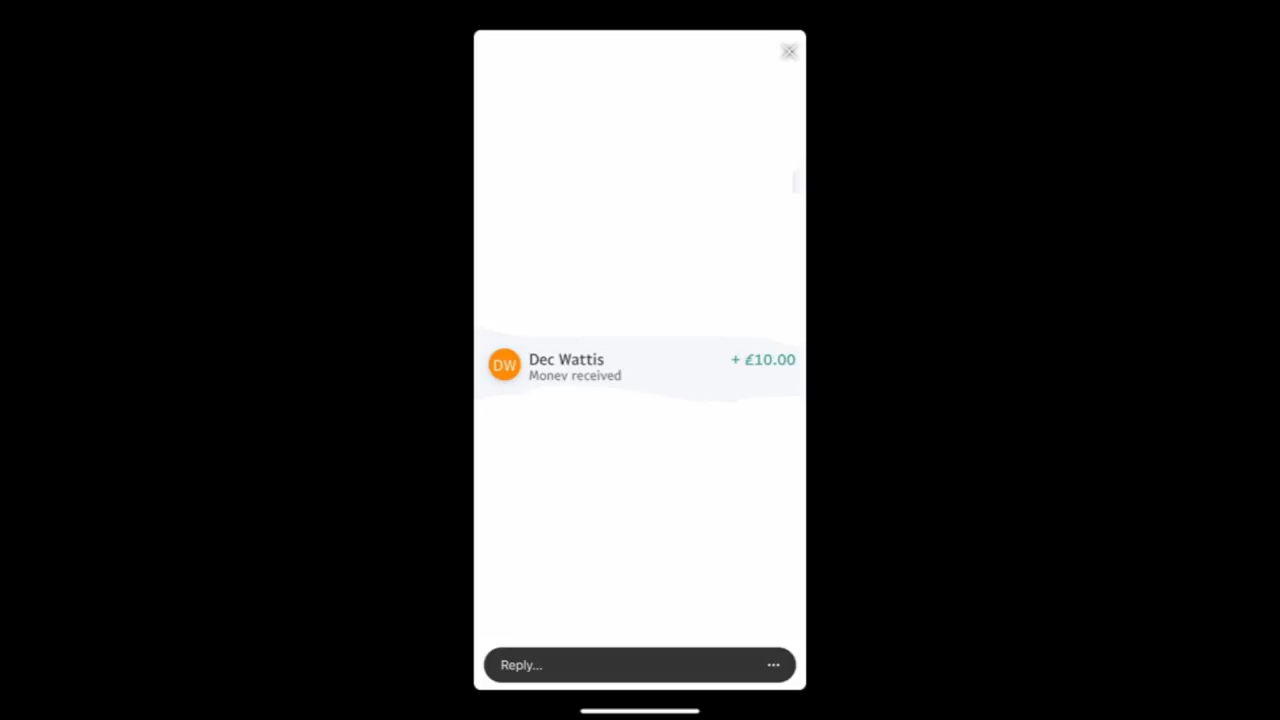 DW
Dec Wattis
+ £10.00
Money received
Reply...